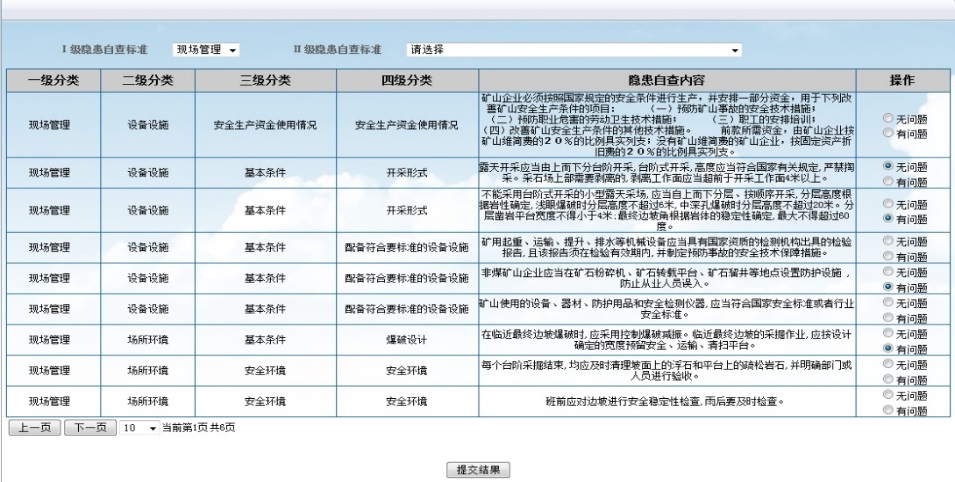 I 级隐患自查标准 现场管理 II 级隐患自查标准 请选择
一级分类 二级分类 三级分类 四级分类 隐患自查内容 操作
矿山企业必须按照国家规定的安全条件进行生产，并安排一部分资金，用于下列改
善矿山安全生产条件的项目： （一）预防矿山事故的安全技术措施；
（二）预防职业危害的劳动卫生技术措施； （三）职工的安排培训；
（四）改善矿山安全生产条件的其他技术措施。 前款所需资金，由矿山企业按
矿山维简费的２０％的比例具实列支；没有矿山维简费的矿山企业，按固定资产折
旧费的２０％的比例具实列支。
现场管理 设备设施 安全生产资金使用情况 安全生产资金使用情况
无问题
有问题
现场管理 设备设施 基本条件 开采形式
露天开采应当由上而下分台阶开采, 台阶式开采, 高度应当符合国家有关规定, 严禁掏
采。采石场上部需要剥离的, 剥离工作面应当超前于开采工作面4米以上。
无问题
有问题
现场管理 设备设施 基本条件 开采形式
不能采用台阶式开采的小型露天采场, 应当自上而下分层、按顺序开采, 分层高度根
据岩性确定, 浅眼爆破时分层高度不超过6米, 中深孔爆破时分层高度不超过20米。分
层凿岩平台宽度不得小于4米:最终边坡角根据岩体的稳定性确定, 最大不得超过60
度。
无问题
有问题
现场管理 设备设施 基本条件 配备符合要标准的设备设施
矿用起重、运输、提升、排水等机械设备应当具有国家资质的检测机构出具的检验
报告, 且该报告须在检验有效期内, 并制定预防事故的安全技术保障措施。
无问题
有问题
现场管理 设备设施 基本条件 配备符合要标准的设备设施
非煤矿山企业应当在矿石粉碎机、矿石转载平台、矿石溜井等地点设置防护设施，
防止从业人员误入。
无问题
有问题
现场管理 设备设施 基本条件 配备符合要标准的设备设施
矿山使用的设备、器材、防护用品和安全检测仪器, 应当符合国家安全标准或者行业
安全标准。
无问题
有问题
现场管理 场所环境 基本条件 爆破设计
在临近最终边坡爆破时, 应采用控制爆破减振。临近最终边坡的采掘作业, 应按设计
确定的宽度预留安全、运输、清扫平台。
无问题
有问题
现场管理 场所环境 安全环境 安全环境
每个台阶采掘结束, 均应及时清理坡面上的浮石和平台上的疏松岩石, 并明确部门或
人员进行验收。
无问题
有问题
现场管理 场所环境 安全环境 安全环境
班前应对边坡进行安全稳定性检查, 雨后要及时检查。
无问题
有问题
上一页 下一页 10 当前第1页 共6页
提交结果